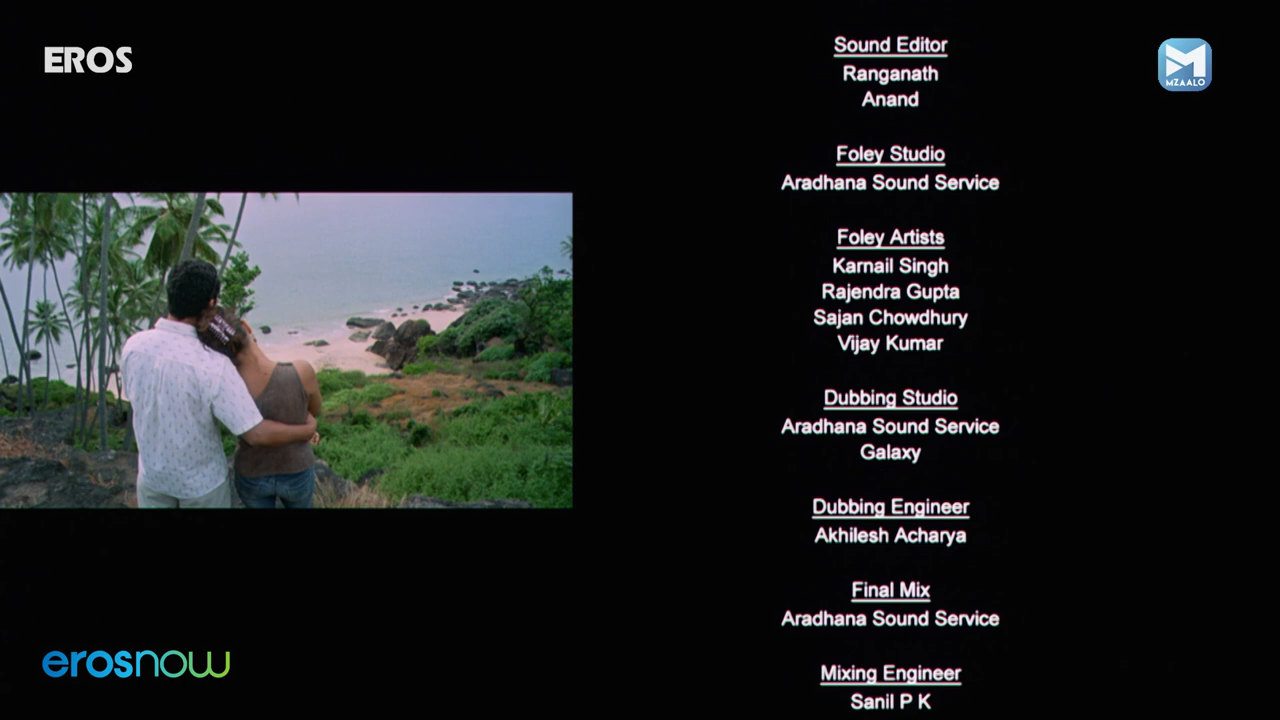 EROS
MZAALO
Sound Editor
Ranganath
Anand
Foley Studio
Aradhana Sound Service
Foley Artists
Karnail Singh
Rajendra Gupta
Sajan Chowdhury
Vijay Kumar
Dubbing Studio
Aradhana Sound Service
Galaxy
Dubbing Engineer
Akhilesh Acharya
Final Mix
Aradhana Sound Service
Mixing Engineer
Sanil P K
erosnow